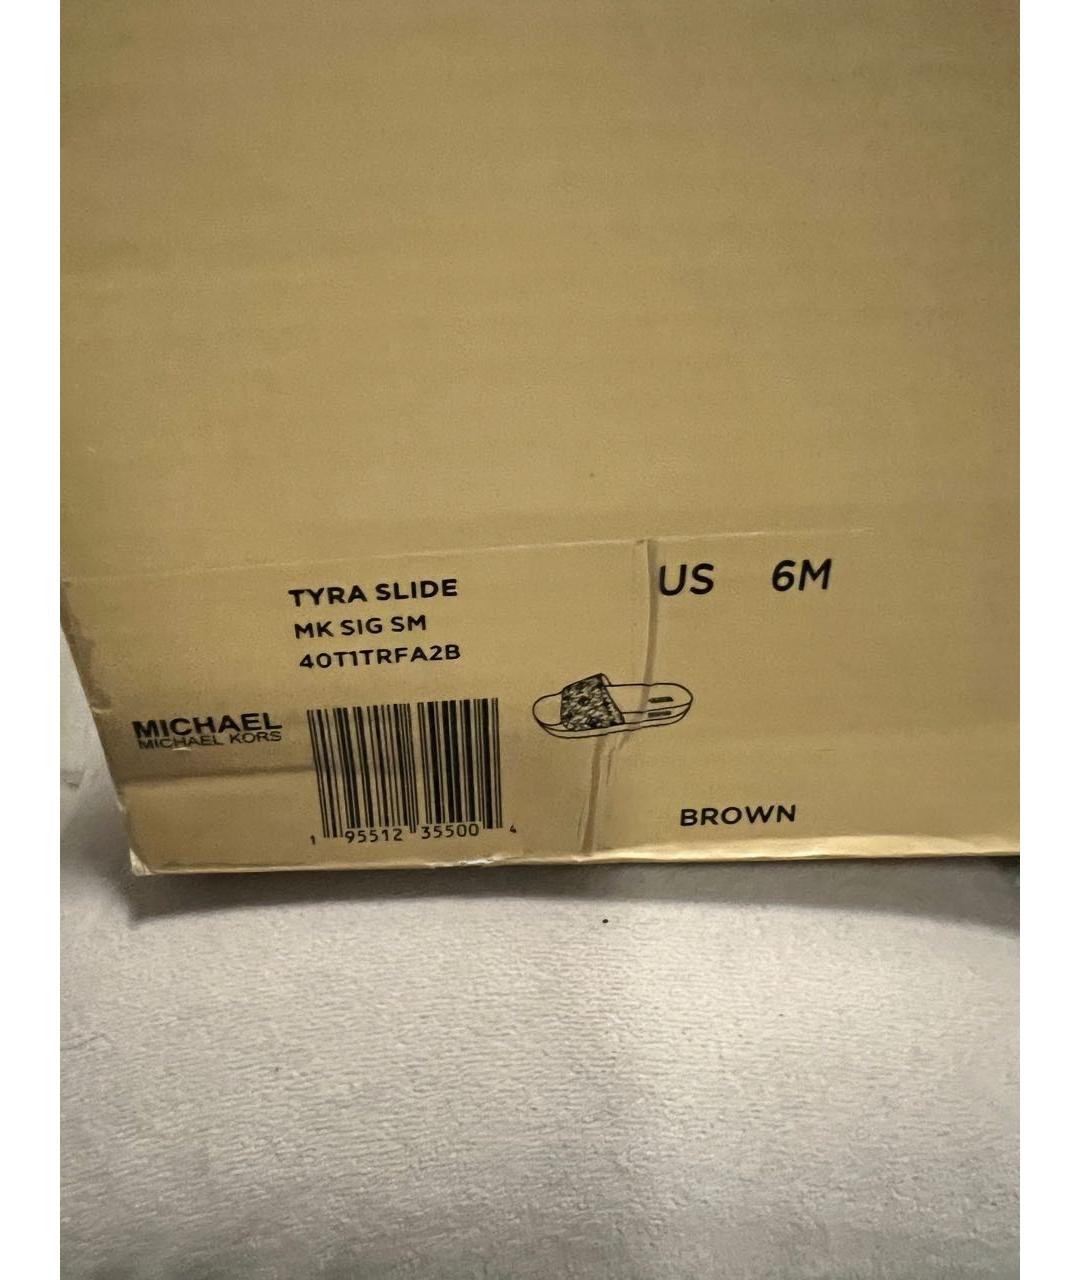 TYRA SLIDE
MK SIG SM
40T1TRFA2B
US 6M
MICHAEL
MICHAEL KORS
1 95512 35500 4
BROWN